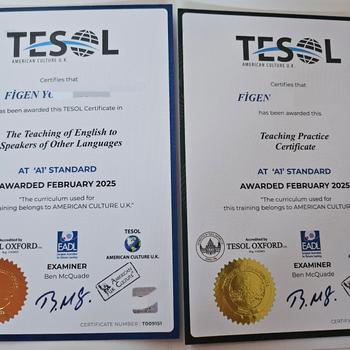 TESOL
AMERICAN CULTURE U.K.
Certifies that
FİGEN
has been awarded this TESOL Certificate in
The Teaching of English to
Speakers of Other Languages
AT 'A1' STANDARD
AWARDED FEBRUARY 2025
"The curriculum used for
training belongs to AMERICAN CULTURE U.K."
Accredited by
TESOL OXFORD
EADL
TESOL
AMERICAN CULTURE U.K.
EXAMINER
Ben McQuade
CERTIFICATE NUMBER : T009151
TESOL
AMERICAN CULTURE U.K.
Certifies that
FİGEN
has been awarded this
Teaching Practice
Certificate
AT 'A1' STANDARD
AWARDED FEBRUARY 2025
"The curriculum used for
this training belongs to AMERICAN CULTURE U.K."
Accredited by
TESOL OXFORD
EADL
EXAMINER
Ben McQuade
CERTIFICATE NUMBER